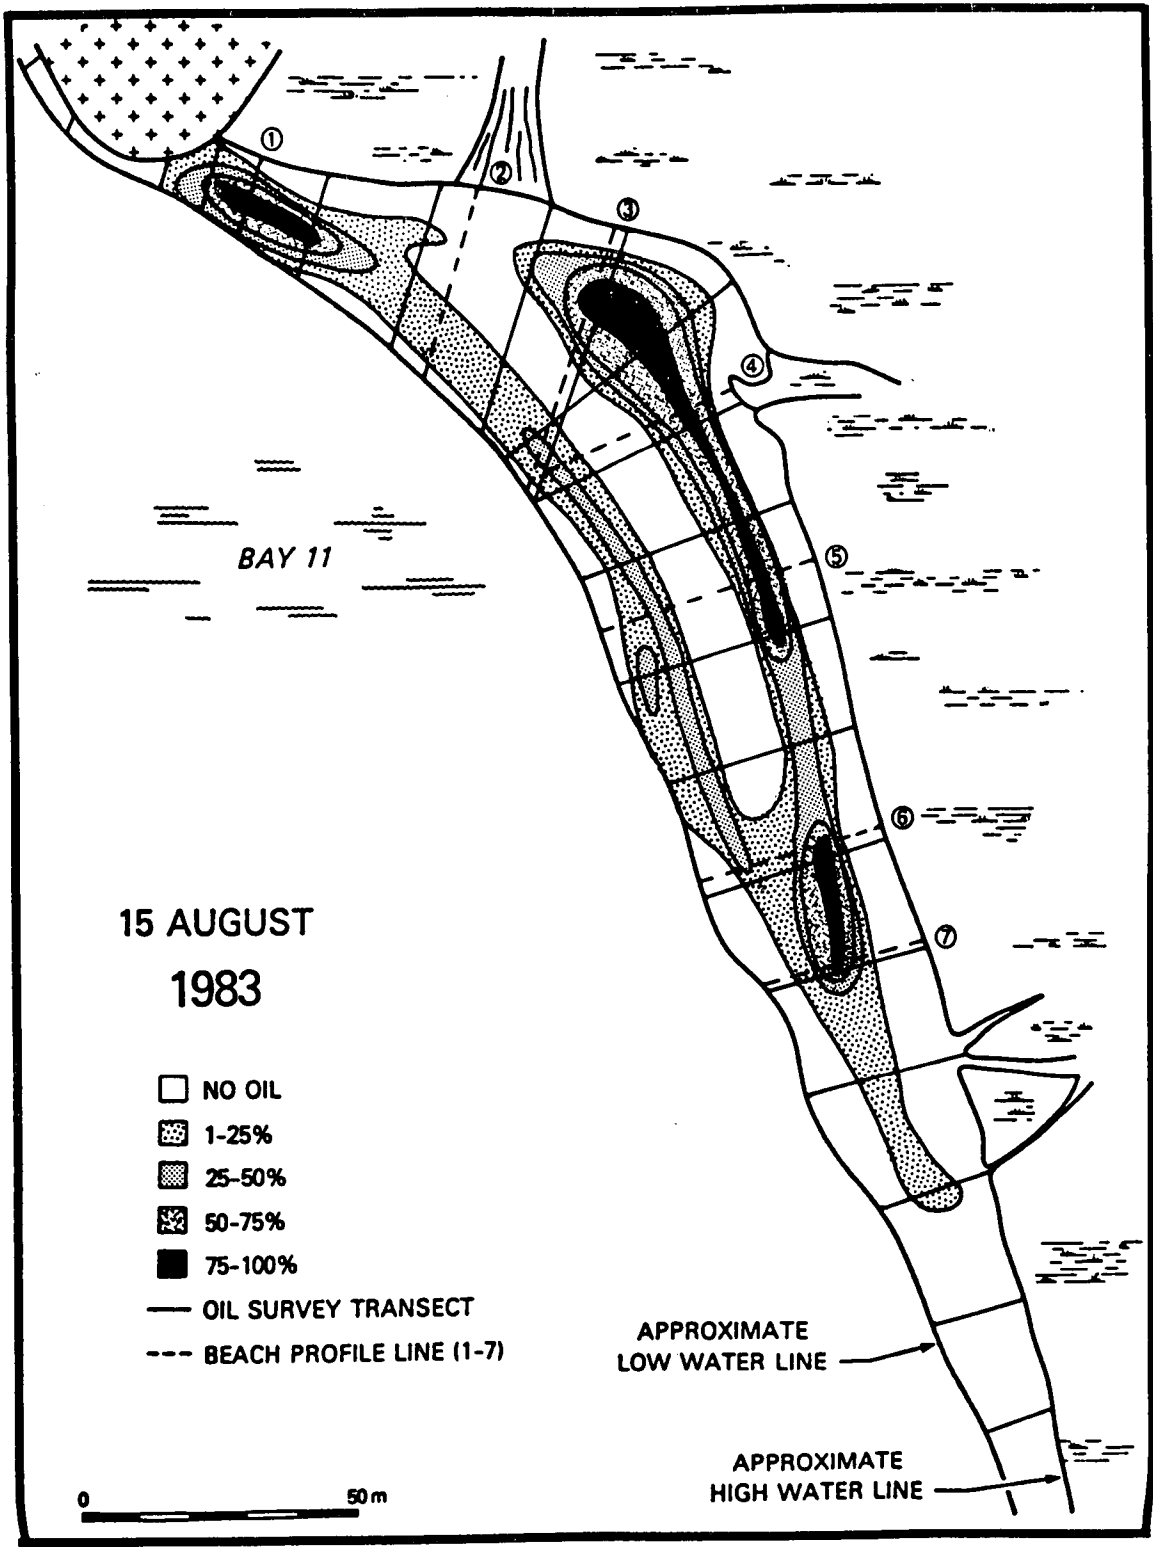 ①
②
③
④
⑤
BAY 11
⑥
⑦
15 AUGUST
1983
NO OIL
1-25%
25-50%
50-75%
75-100%
OIL SURVEY TRANSECT
BEACH PROFILE LINE (1-7)
APPROXIMATE
LOW WATER LINE
APPROXIMATE
HIGH WATER LINE
0 50 m